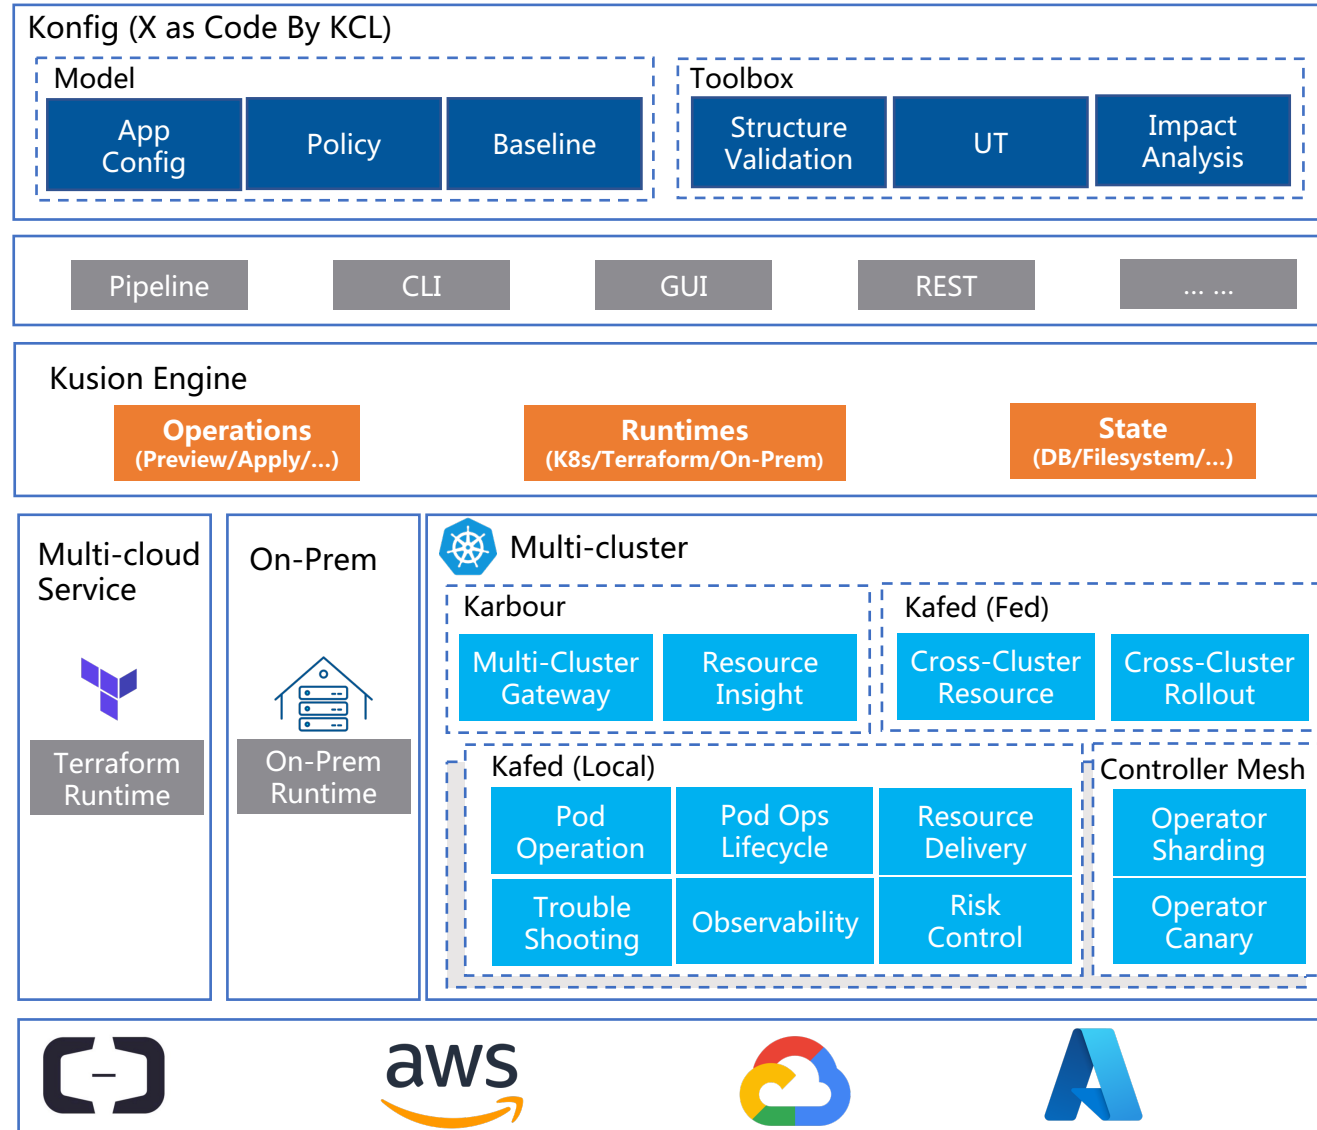 Konfig (X as Code By KCL)
Model
App
Config
Policy
Baseline
Toolbox
Structure
Validation
UT
Impact
Analysis
Pipeline
CLI
GUI
REST
... ...
Kusion Engine
Operations
(Preview/Apply/...)
Runtimes
(K8s/Terraform/On-Prem)
State
(DB/Filesystem/...)
Multi-cloud
Service
Terraform
Runtime
On-Prem
On-Prem
Runtime
Multi-cluster
Karbour
Multi-Cluster
Gateway
Resource
Insight
Kafed (Fed)
Cross-Cluster
Resource
Cross-Cluster
Rollout
Kafed (Local)
Pod
Operation
Pod Ops
Lifecycle
Resource
Delivery
Trouble
Shooting
Observability
Risk
Control
Controller Mesh
Operator
Sharding
Operator
Canary
aws